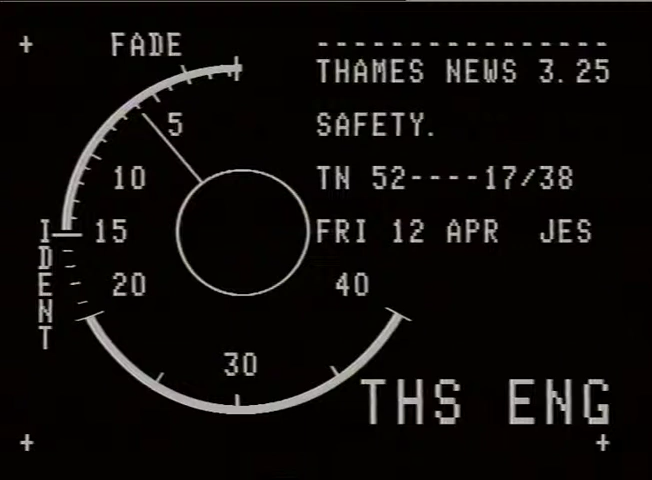 FADE
----------------
THAMES NEWS 3.25
5
SAFETY.
10
TN 52----17/38
IDENT
15
FRI 12 APR JES
20
40
30
THS ENG